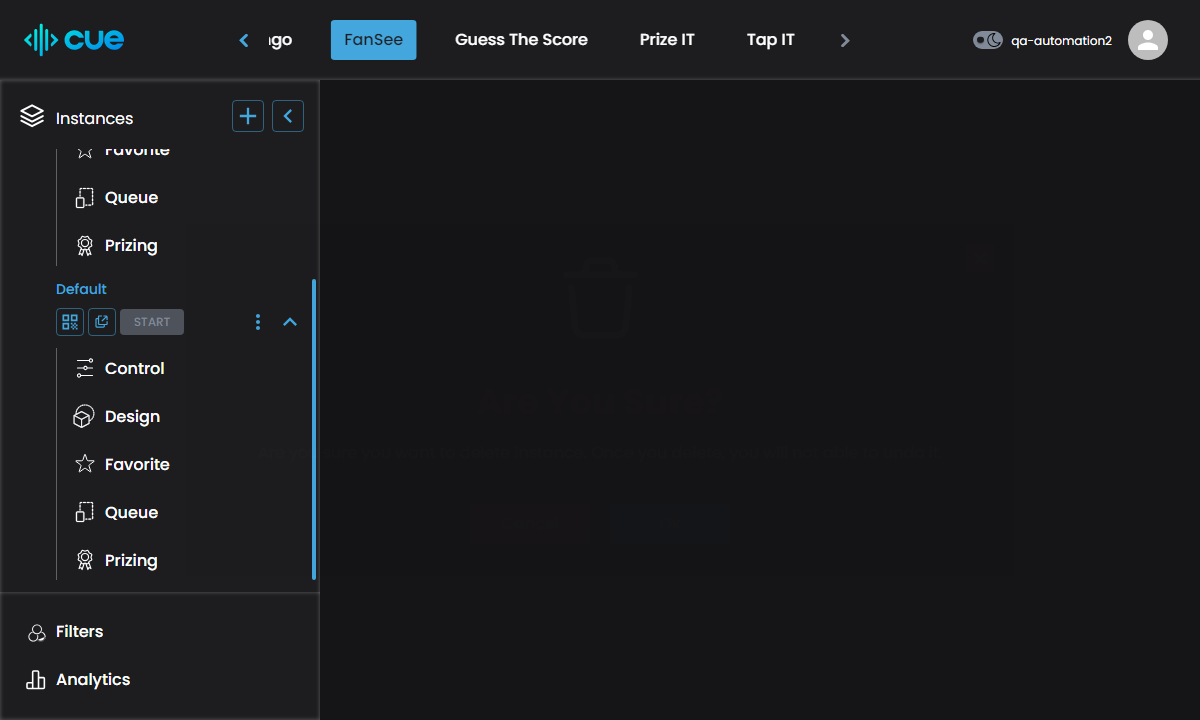 cue
ngo
FanSee
Guess The Score
Prize IT
Tap IT
qa-automation2
Instances
Favorite
Queue
Prizing
Default
START
Control
Design
Favorite
Queue
Prizing
Filters
Analytics